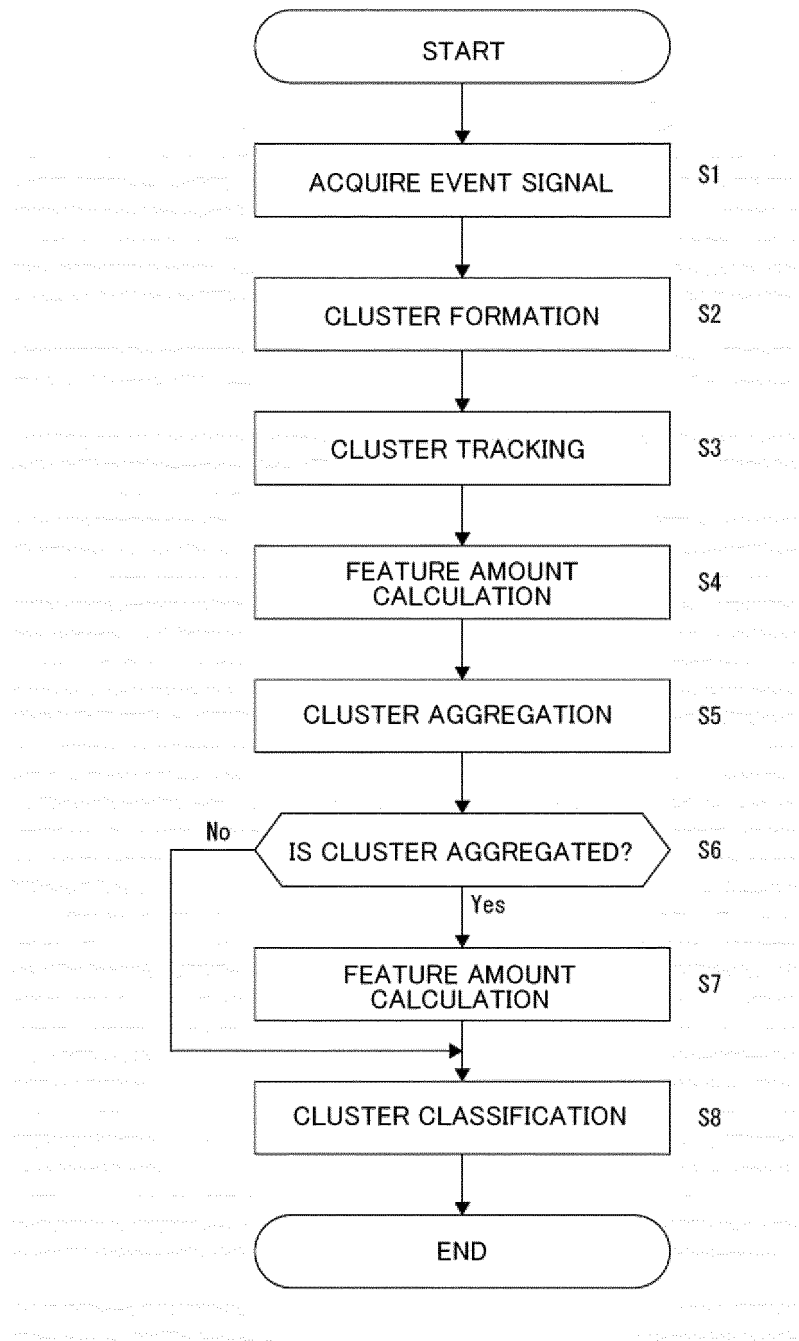 START
ACQUIRE EVENT SIGNAL S1
CLUSTER FORMATION S2
CLUSTER TRACKING S3
FEATURE AMOUNT
CALCULATION S4
CLUSTER AGGREGATION S5
No
IS CLUSTER AGGREGATED? S6
Yes
FEATURE AMOUNT
CALCULATION S7
CLUSTER CLASSIFICATION S8
END